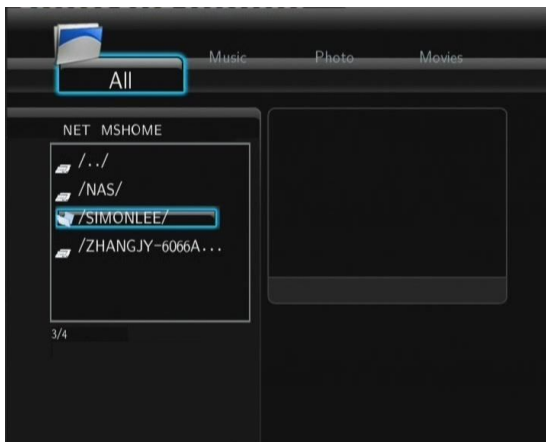 Music Photo Movies
All
NET MSHOME
/../
/NAS/
/SIMONLEE/
/ZHANGJY-6066A...
3/4